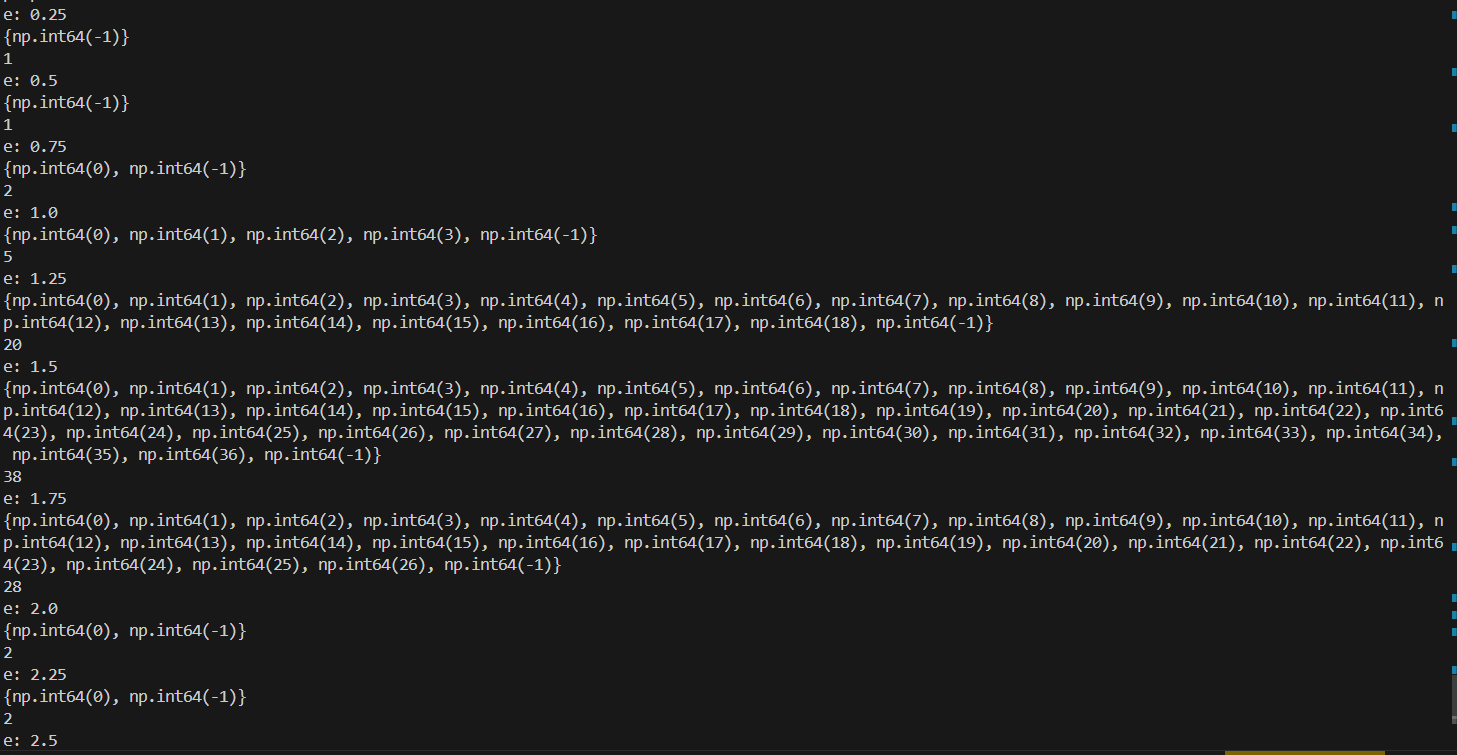 e: 0.25
{np.int64(-1)}
1
e: 0.5
{np.int64(-1)}
1
e: 0.75
{np.int64(0), np.int64(-1)}
2
e: 1.0
{np.int64(0), np.int64(1), np.int64(2), np.int64(3), np.int64(-1)}
5
e: 1.25
{np.int64(0), np.int64(1), np.int64(2), np.int64(3), np.int64(4), np.int64(5), np.int64(6), np.int64(7), np.int64(8), np.int64(9), np.int64(10), np.int64(11), n
p.int64(12), np.int64(13), np.int64(14), np.int64(15), np.int64(16), np.int64(17), np.int64(18), np.int64(-1)}
20
e: 1.5
{np.int64(0), np.int64(1), np.int64(2), np.int64(3), np.int64(4), np.int64(5), np.int64(6), np.int64(7), np.int64(8), np.int64(9), np.int64(10), np.int64(11), n
p.int64(12), np.int64(13), np.int64(14), np.int64(15), np.int64(16), np.int64(17), np.int64(18), np.int64(19), np.int64(20), np.int64(21), np.int64(22), np.int6
4(23), np.int64(24), np.int64(25), np.int64(26), np.int64(27), np.int64(28), np.int64(29), np.int64(30), np.int64(31), np.int64(32), np.int64(33), np.int64(34),
 np.int64(35), np.int64(36), np.int64(-1)}
38
e: 1.75
{np.int64(0), np.int64(1), np.int64(2), np.int64(3), np.int64(4), np.int64(5), np.int64(6), np.int64(7), np.int64(8), np.int64(9), np.int64(10), np.int64(11), n
p.int64(12), np.int64(13), np.int64(14), np.int64(15), np.int64(16), np.int64(17), np.int64(18), np.int64(19), np.int64(20), np.int64(21), np.int64(22), np.int6
4(23), np.int64(24), np.int64(25), np.int64(26), np.int64(-1)}
28
e: 2.0
{np.int64(0), np.int64(-1)}
2
e: 2.25
{np.int64(0), np.int64(-1)}
2
e: 2.5